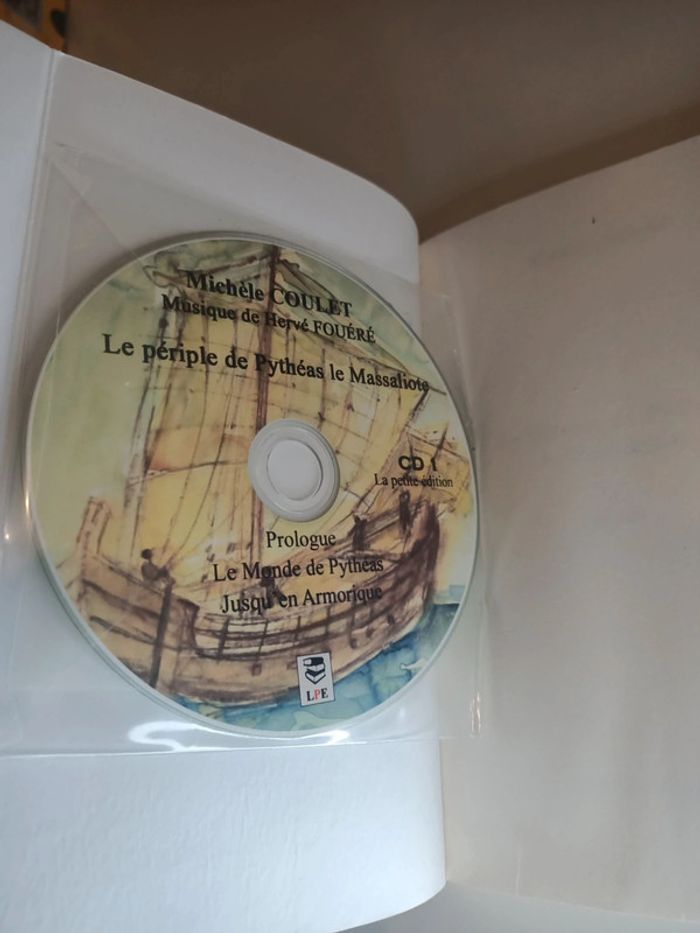 Michèle COULET
Musique de Hervé FOUÉRÉ
Le périple de Pythéas le Massaliote
CD 1
La petite édition
Prologue
Le Monde de Pythéas
Jusqu'en Armorique
LPE